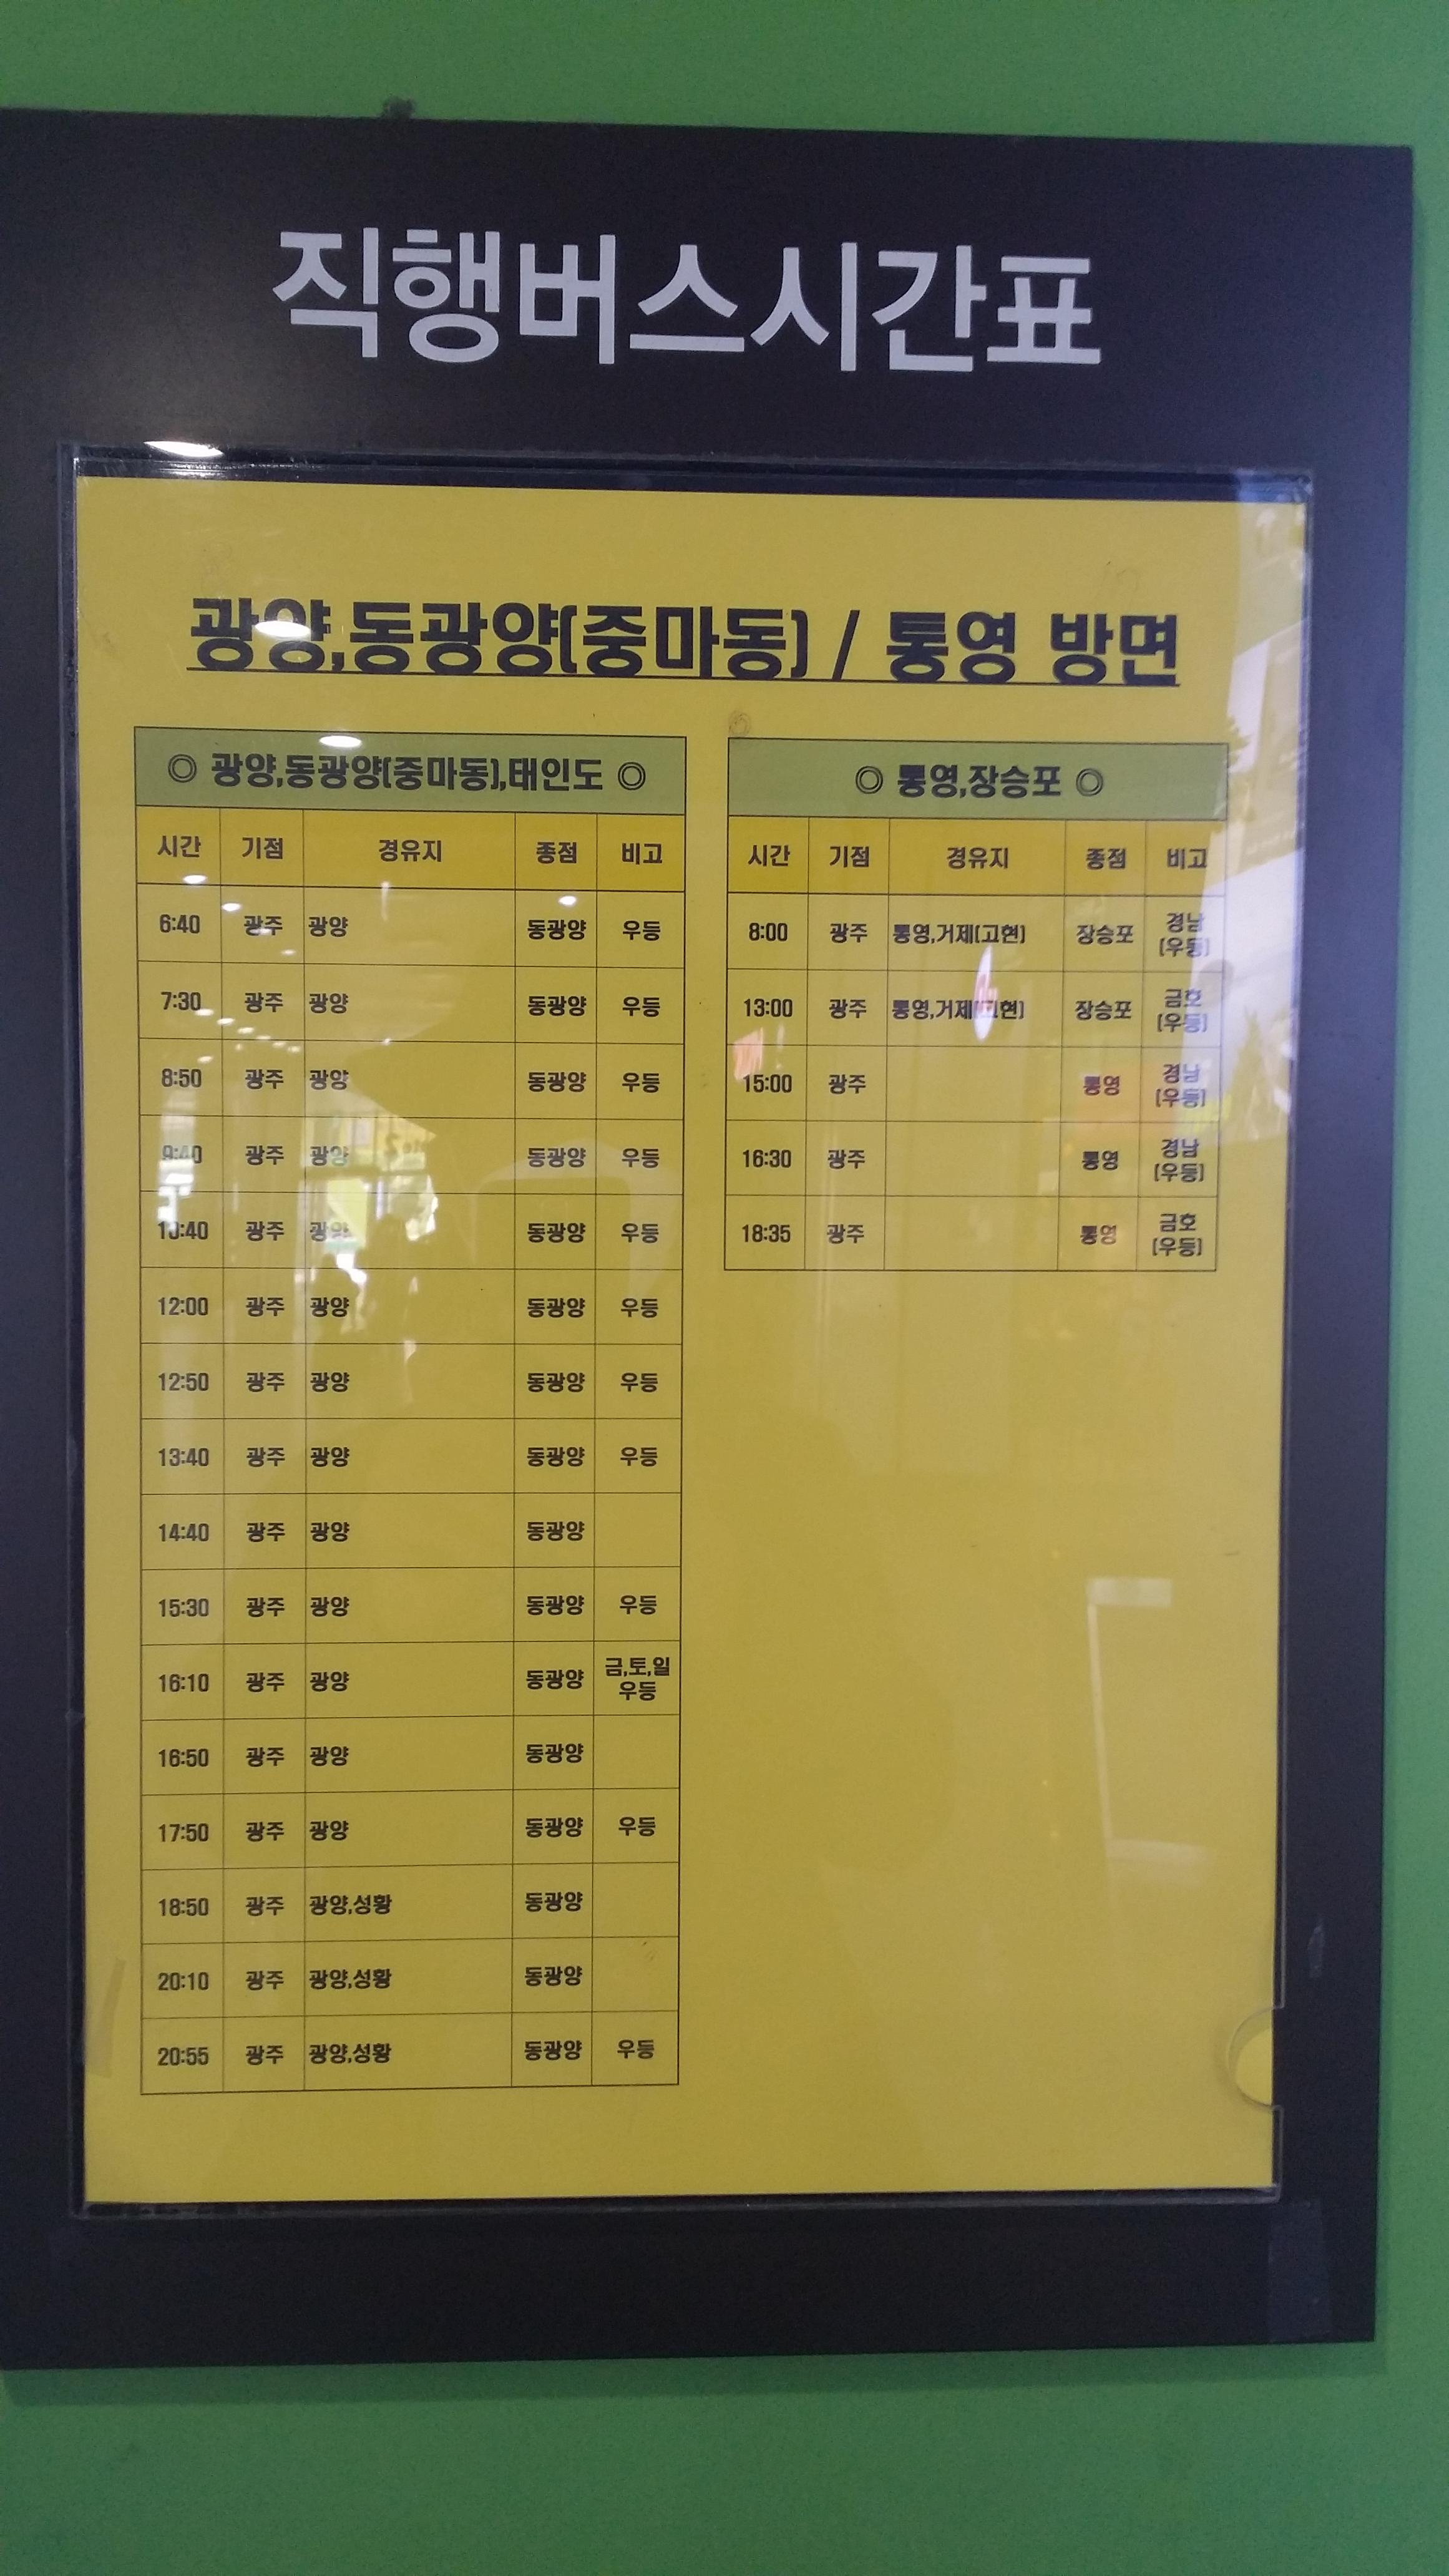 직행버스시간표
광양,동광양(중마동) / 통영 방면
◎ 광양,동광양(중마동),태인도 ◎
시간 기점 경유지 종점 비고
6:40 광주 광양 동광양 우등
7:30 광주 광양 동광양 우등
8:50 광주 광양 동광양 우등
9:40 광주 광양 동광양 우등
10:40 광주 광양 동광양 우등
12:00 광주 광양 동광양 우등
12:50 광주 광양 동광양 우등
13:40 광주 광양 동광양 우등
14:40 광주 광양 동광양
15:30 광주 광양 동광양 우등
16:10 광주 광양 동광양 금,토,일
우등
16:50 광주 광양 동광양
17:50 광주 광양 동광양 우등
18:50 광주 광양,성황 동광양
20:10 광주 광양,성황 동광양
20:55 광주 광양,성황 동광양 우등
◎ 통영,장승포 ◎
시간 기점 경유지 종점 비고
8:00 광주 통영,거제(고현) 장승포 경남
(우등)
13:00 광주 통영,거제(고현) 장승포 금호
(우등)
15:00 광주 통영 경남
(우등)
16:30 광주 통영 경남
(우등)
18:35 광주 통영 금호
(우등)